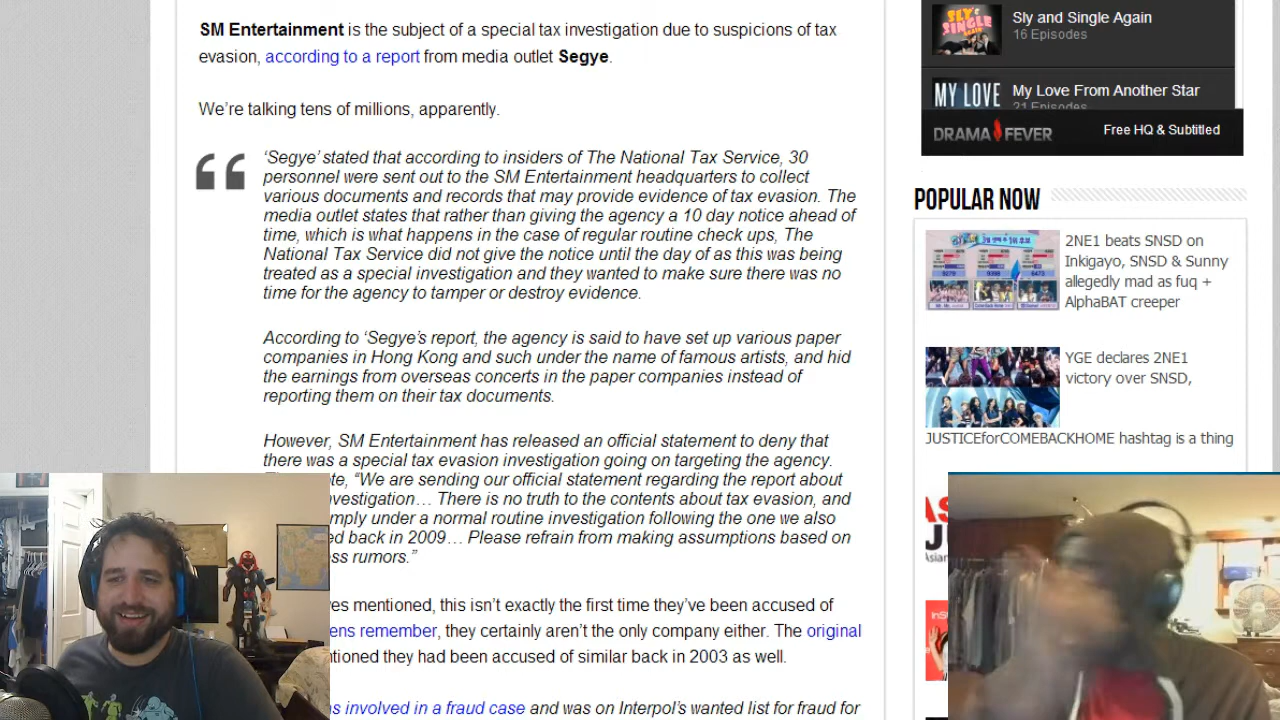 SM Entertainment is the subject of a special tax investigation due to suspicions of tax
evasion, according to a report from media outlet Segye.
We're talking tens of millions, apparently.
‘Segye’ stated that according to insiders of The National Tax Service, 30
personnel were sent out to the SM Entertainment headquarters to collect
various documents and records that may provide evidence of tax evasion. The
media outlet states that rather than giving the agency a 10 day notice ahead of
time, which is what happens in the case of regular routine check ups, The
National Tax Service did not give the notice until the day of as this was being
treated as a special investigation and they wanted to make sure there was no
time for the agency to tamper or destroy evidence.
According to ‘Segye’s report, the agency is said to have set up various paper
companies in Hong Kong and such under the name of famous artists, and hid
the earnings from overseas concerts in the paper companies instead of
reporting them on their tax documents.
However, SM Entertainment has released an official statement to deny that
there was a special tax evasion investigation going on targeting the agency.
“We are sending our official statement regarding the report about
investigation… There is no truth to the contents about tax evasion, and
under a normal routine investigation following the one we also
back in 2009… Please refrain from making assumptions based on
rumors.”
mentioned, this isn’t exactly the first time they’ve been accused of
remember, they certainly aren’t the only company either. The original
they had been accused of similar back in 2003 as well.
involved in a fraud case and was on Interpol’s wanted list for fraud for
SLY and SINGLE AGAIN
Sly and Single Again
16 Episodes
MY LOVE
My Love From Another Star
21 Episodes
DRAMAFEVER
Free HQ & Subtitled
POPULAR NOW
2NE1 beats SNSD on
Inkigayo, SNSD & Sunny
allegedly mad as fuq +
AlphaBAT creeper
YGE declares 2NE1
victory over SNSD,
JUSTICEforCOMEBACKHOME hashtag is a thing